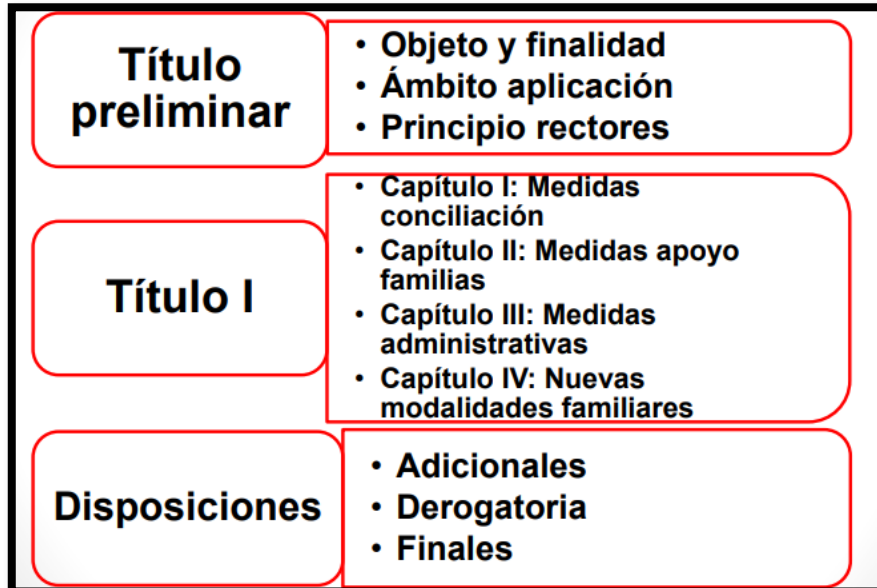 Título
preliminar
• Objeto y finalidad
• Ámbito aplicación
• Principio rectores
Título I
• Capítulo I: Medidas
conciliación
• Capítulo II: Medidas apoyo
familias
• Capítulo III: Medidas
administrativas
• Capítulo IV: Nuevas
modalidades familiares
Disposiciones
• Adicionales
• Derogatoria
• Finales